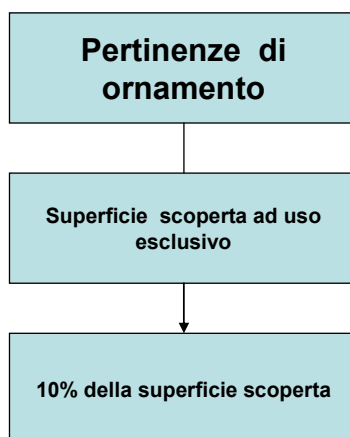 Pertinenze di
ornamento
Superficie scoperta ad uso
esclusivo
10% della superficie scoperta